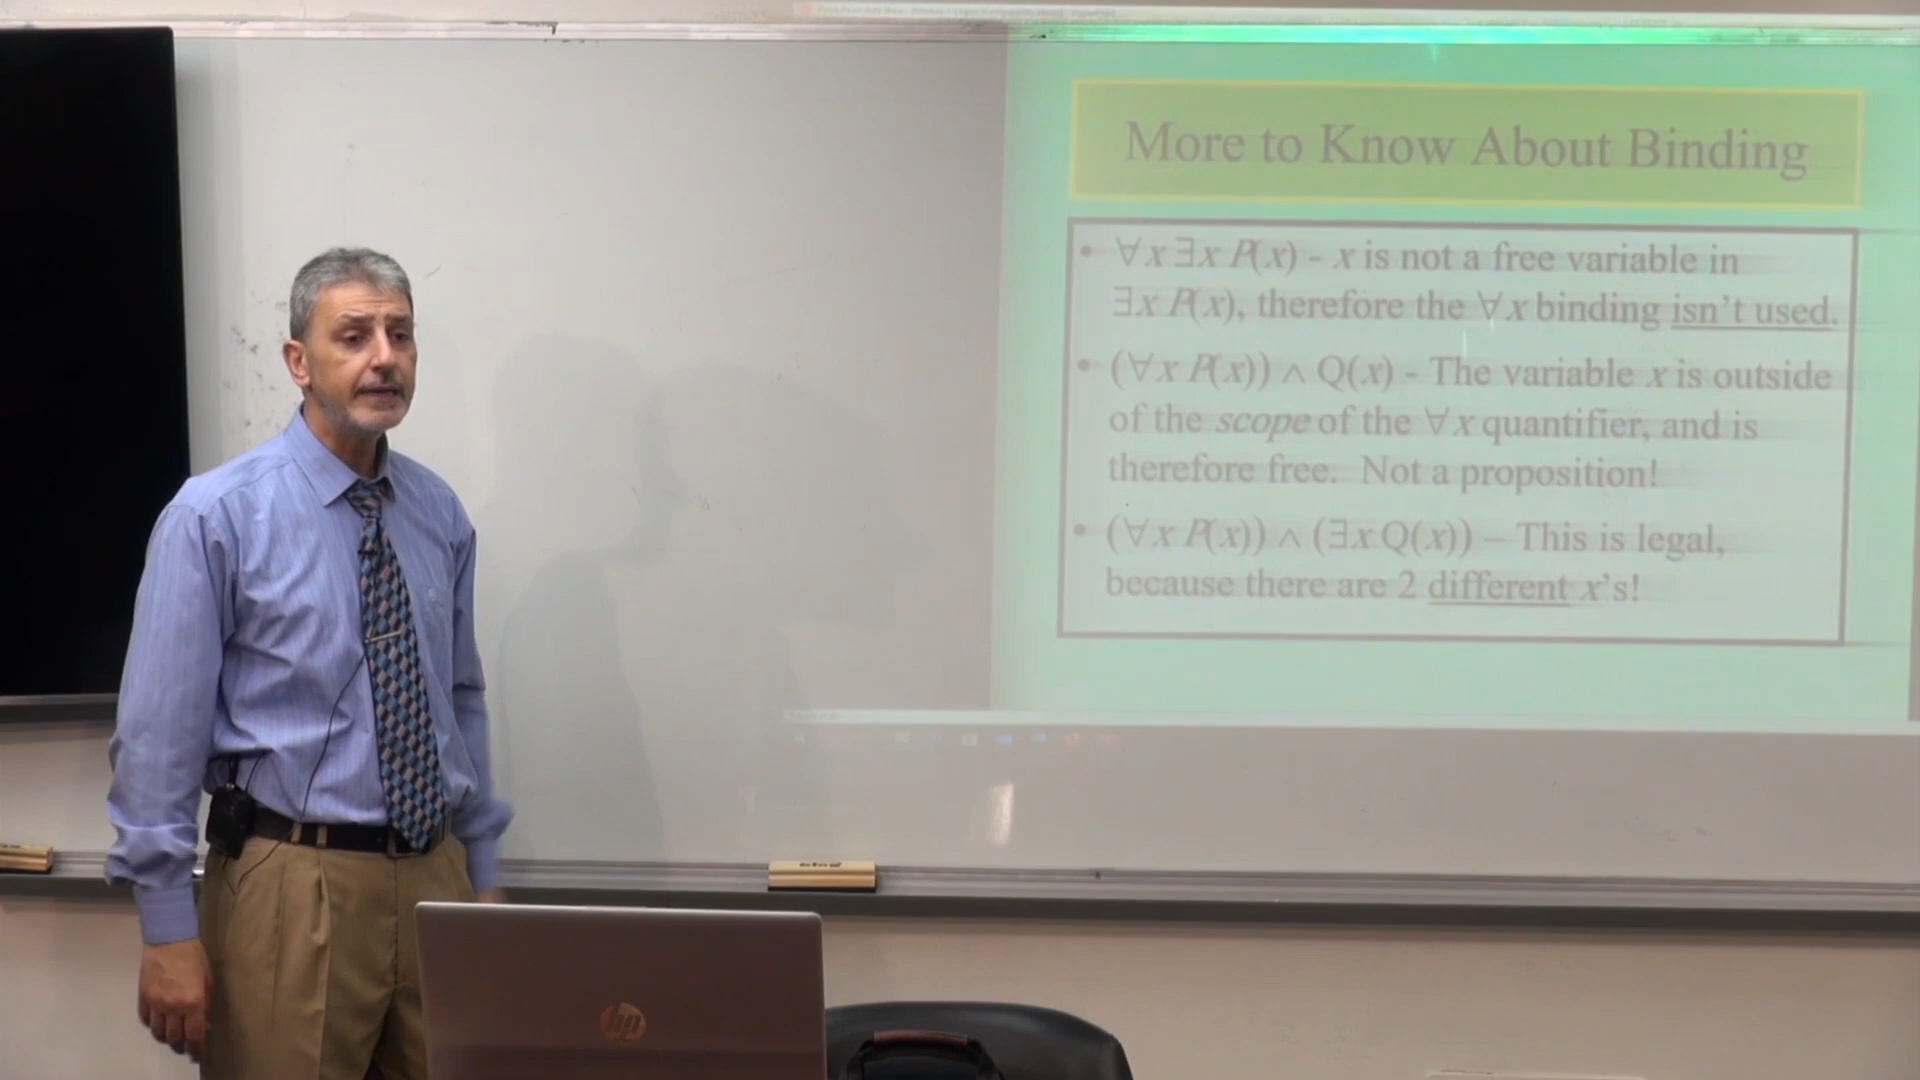 More to Know About Binding
• ∀x ∃x P(x) - x is not a free variable in
∃x P(x), therefore the ∀x binding isn't used.
• (∀x P(x)) ∧ Q(x) - The variable x is outside
of the scope of the ∀x quantifier, and is
therefore free. Not a proposition!
• (∀x P(x)) ∧ (∃x Q(x)) – This is legal,
because there are 2 different x's!
hp